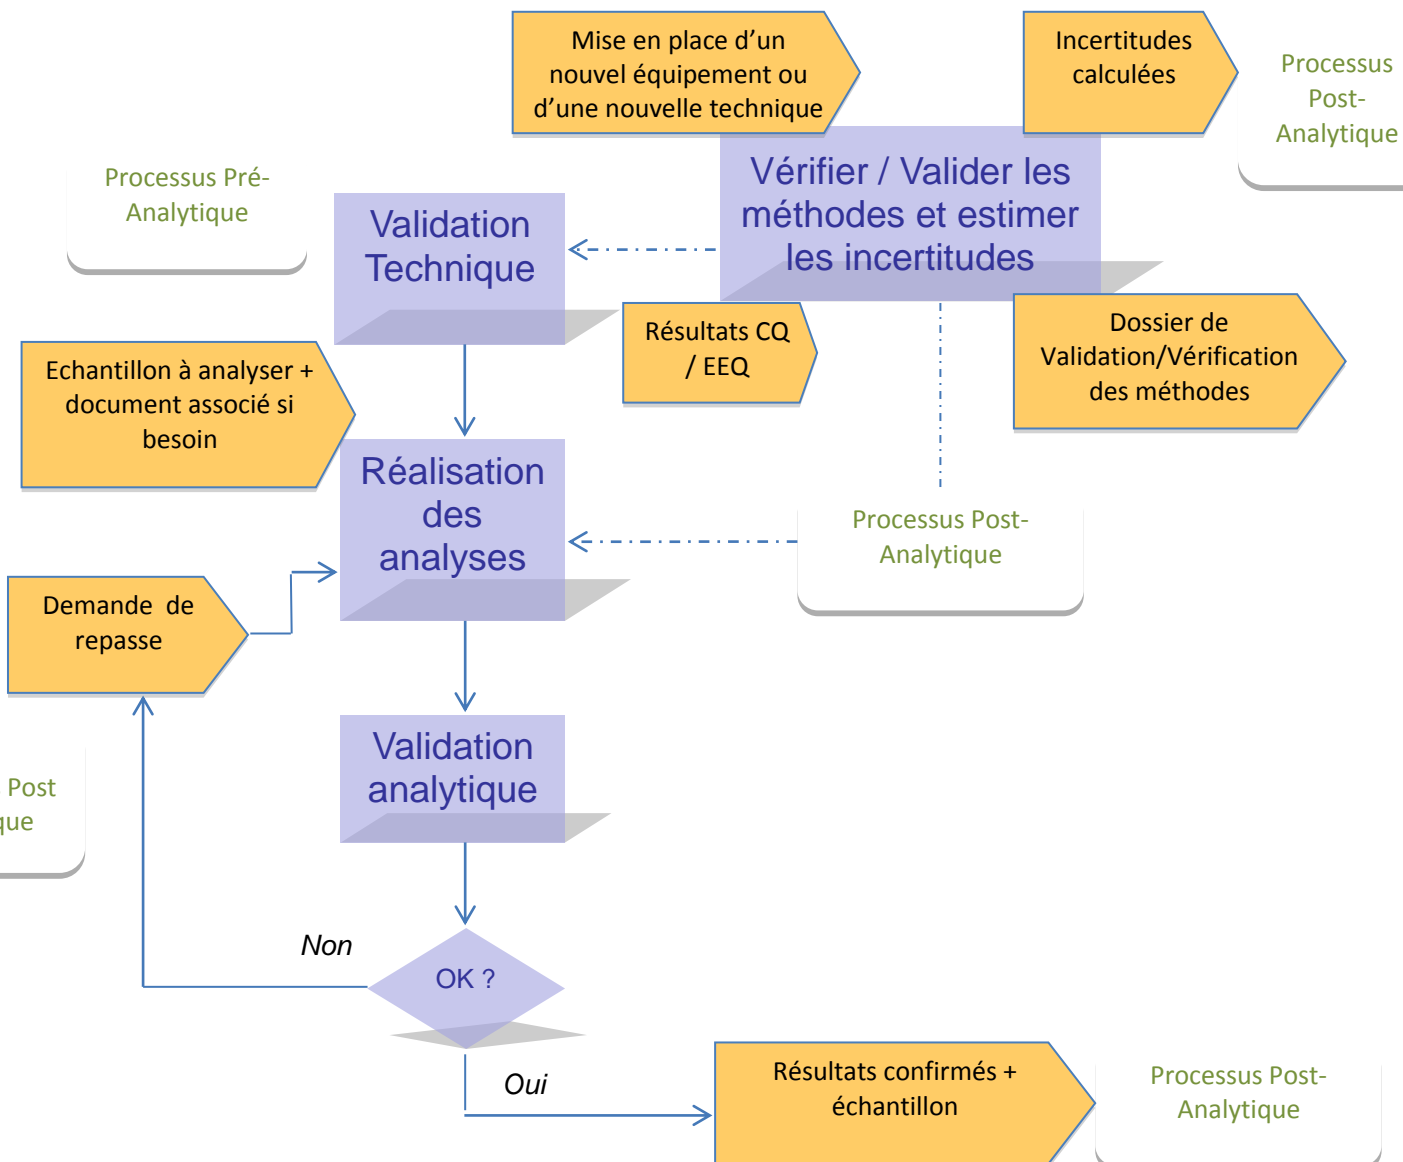 Mise en place d’un
nouvel équipement ou
d’une nouvelle technique
Incertitudes
calculées
Processus
Post-
Analytique
Processus Pré-
Analytique
Validation
Technique
Vérifier / Valider les
méthodes et estimer
les incertitudes
Résultats CQ
/ EEQ
Dossier de
Validation/Vérification
des méthodes
Echantillon à analyser +
document associé si
besoin
Réalisation
des
analyses
Processus Post-
Analytique
Demande de
repasse
Validation
analytique
Post
que
Non
OK ?
Oui
Résultats confirmés +
échantillon
Processus Post-
Analytique